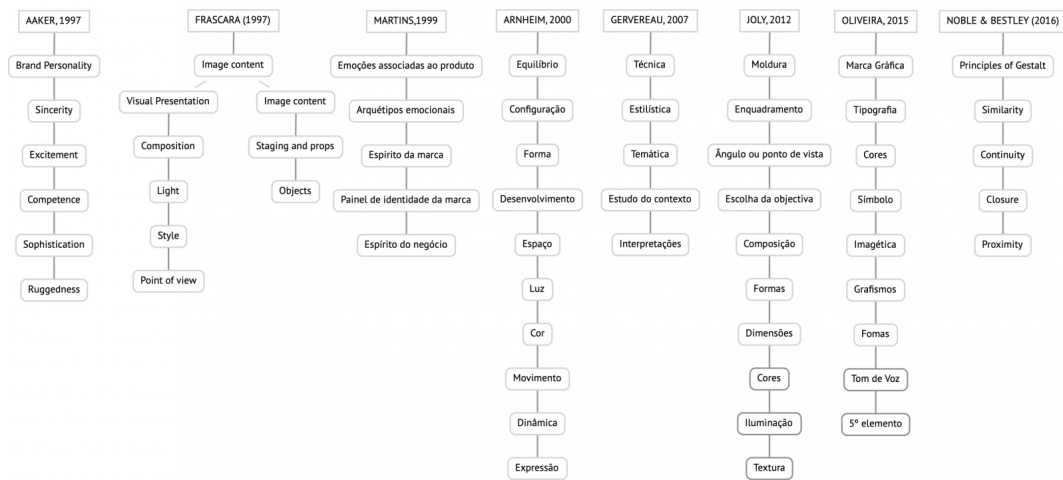 AAKER, 1997
Brand Personality
Sincerity
Excitement
Competence
Sophistication
Ruggedness
FRASCARA (1997)
Image content
Visual Presentation
Composition
Light
Style
Point of view
Image content
Staging and props
Objects
MARTINS,1999
Emoções associadas ao produto
Arquétipos emocionais
Espirito da marca
Painel de identidade da marca
Espírito do negócio
ARNHEIM, 2000
Equilíbrio
Configuração
Forma
Desenvolvimento
Espaço
Luz
Cor
Movimento
Dinâmica
Expressão
GERVEREAU, 2007
Técnica
Estilística
Temática
Estudo do contexto
Interpretações
JOLY, 2012
Moldura
Enquadramento
Ângulo ou ponto de vista
Escolha da objectiva
Composição
Formas
Dimensões
Cores
Iluminação
Textura
OLIVEIRA, 2015
Marca Gráfica
Tipografia
Cores
Símbolo
Imagética
Grafismos
Fomas
Tom de Voz
5º elemento
NOBLE & BESTLEY (2016)
Principles of Gestalt
Similarity
Continuity
Closure
Proximity